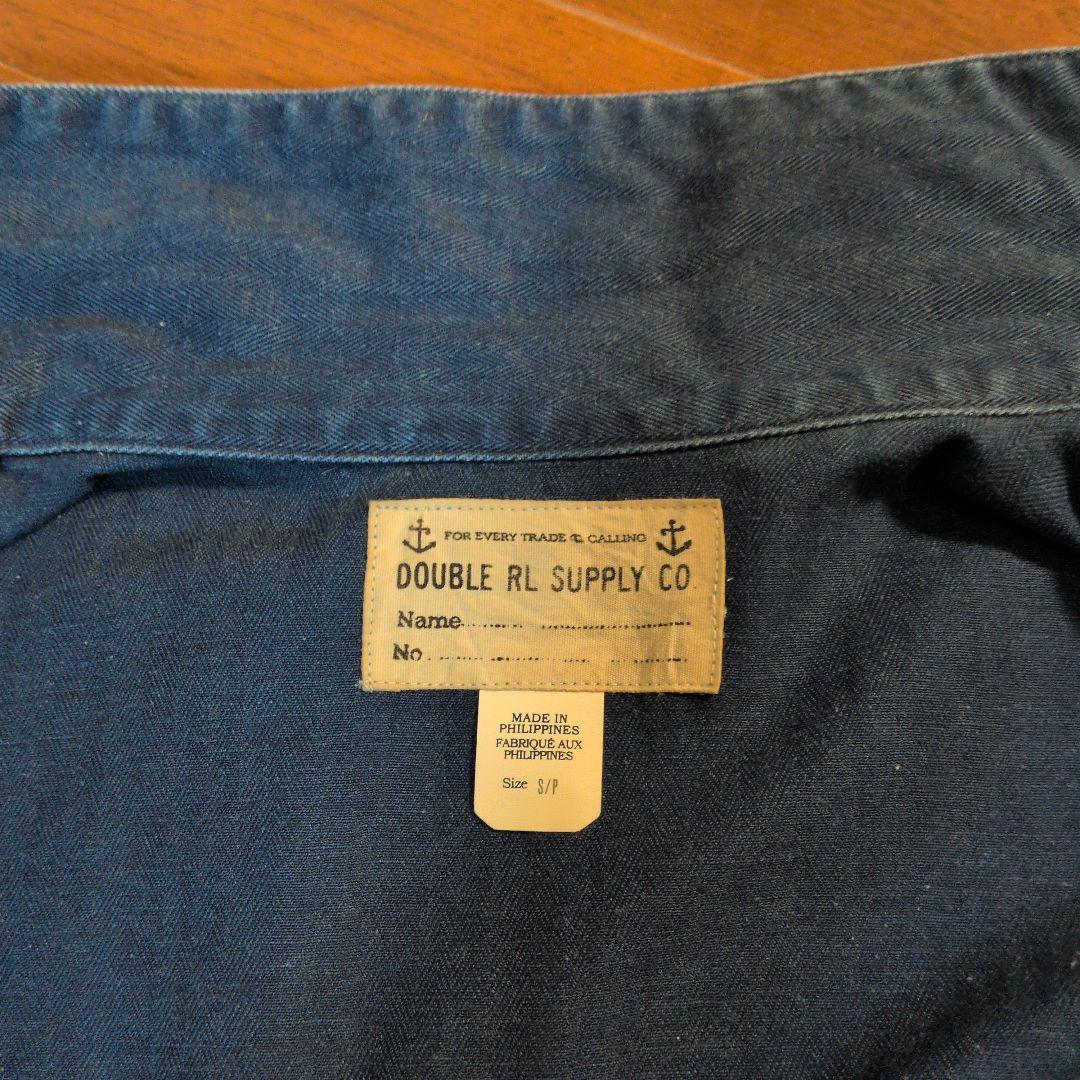 FOR EVERY TRADE & CALLING
DOUBLE RL SUPPLY CO.
Name
No
MADE IN
PHILIPPINES
FABRIQUÉ AUX
PHILIPPINES
Size S/P